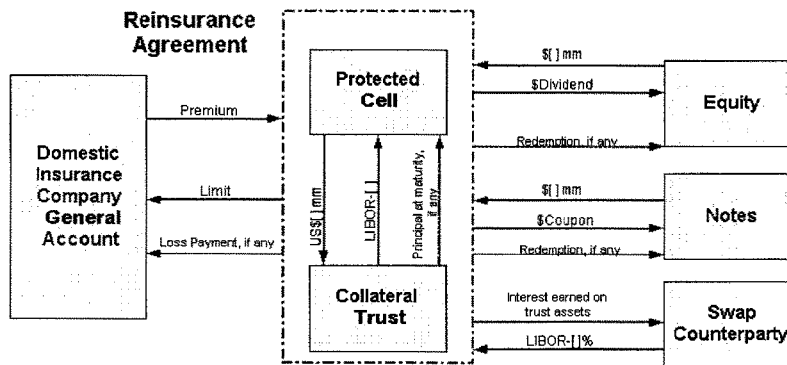 Reinsurance
Agreement
Domestic
Insurance
Company
General
Account
Premium
Limit
Loss Payment, if any
Protected
Cell
US$[ ] mm
LIBOR-[ ]
Principal at maturity,
if any
Collateral
Trust
$[ ] mm
$Dividend
Redemption, if any
Equity
$[ ] mm
$Coupon
Redemption, if any
Notes
Interest earned on
trust assets
LIBOR-[ ]%
Swap
Counterparty